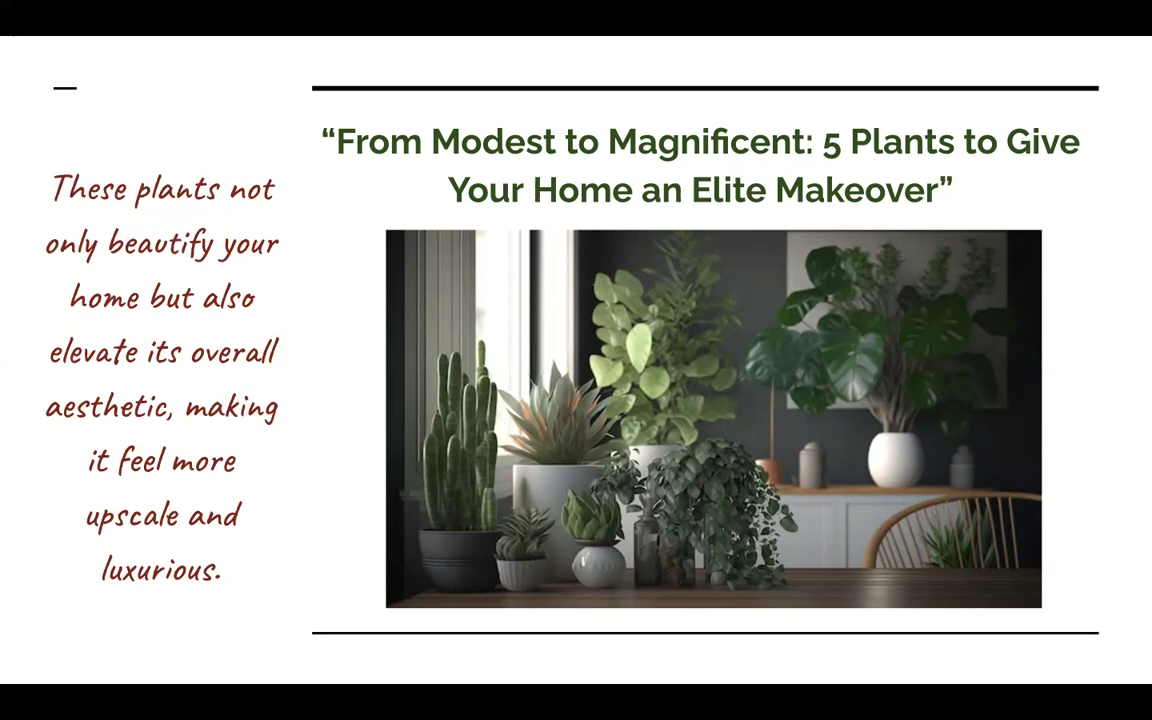 “From Modest to Magnificent: 5 Plants to Give
Your Home an Elite Makeover”
These plants not
only beautify your
home but also
elevate its overall
aesthetic, making
it feel more
upscale and
luxurious.